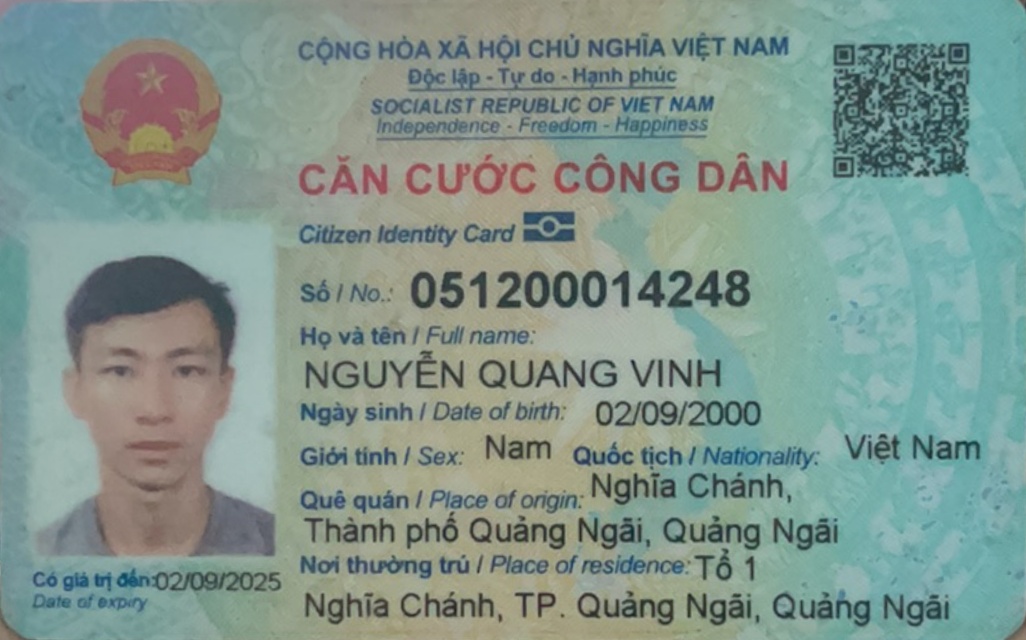 CỘNG HÒA XÃ HỘI CHỦ NGHĨA VIỆT NAM
Độc lập - Tự do - Hạnh phúc
SOCIALIST REPUBLIC OF VIET NAM
Independence - Freedom - Happiness
CĂN CƯỚC CÔNG DÂN
Citizen Identity Card
Số / No.: 051200014248
Họ và tên / Full name:
NGUYỄN QUANG VINH
Ngày sinh / Date of birth: 02/09/2000
Giới tính / Sex: Nam Quốc tịch / Nationality: Việt Nam
Quê quán / Place of origin: Nghĩa Chánh,
Thành phố Quảng Ngãi, Quảng Ngãi
Nơi thường trú / Place of residence: Tổ 1
Nghĩa Chánh, TP. Quảng Ngãi, Quảng Ngãi
Có giá trị đến: 02/09/2025
Date of expiry